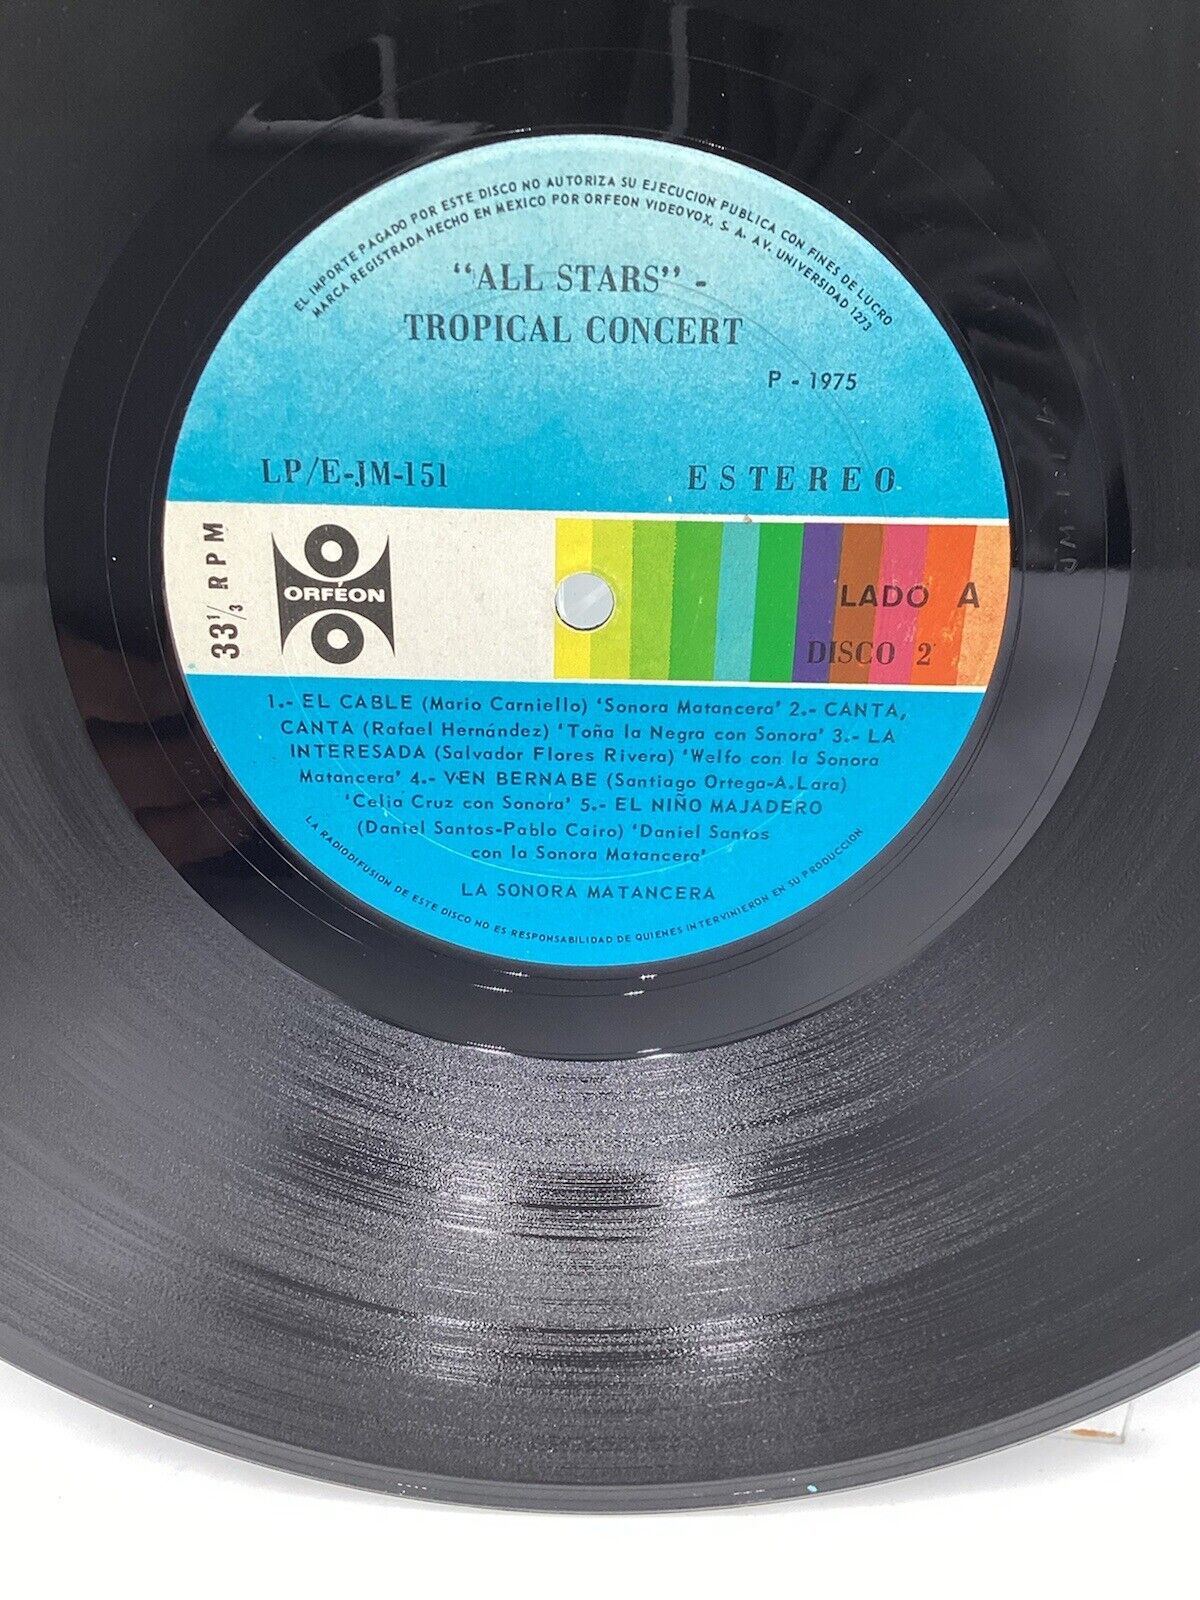 EL IMPORTE PAGADO POR ESTE DISCO NO AUTORIZA SU EJECUCION PUBLICA CON FINES DE LUCRO
MARCA REGISTRADA HECHO EN MEXICO POR ORFEON VIDEOVOX, S. A. AV. UNIVERSIDAD 1273
“ALL STARS” -
TROPICAL CONCERT
P - 1975
LP/E-JM-151
ESTEREO
33⅓ RPM
ORFÉON
LADO A
DISCO 2
1.- EL CABLE (Mario Carniello) 'Sonora Matancera' 2.- CANTA,
CANTA (Rafael Hernández) 'Toña la Negra con Sonora' 3.- LA
INTERESADA (Salvador Flores Rivera) 'Welfo con la Sonora
Matancera' 4.- VEN BERNABE (Santiago Ortega-A.Lara)
'Celia Cruz con Sonora' 5.- EL NIÑO MAJADERO
(Daniel Santos-Pablo Cairo) 'Daniel Santos
con la Sonora Matancera'
LA SONORA MATANCERA
LA RADIODIFUSION DE ESTE DISCO NO ES RESPONSABILIDAD DE QUIENES INTERVINIERON EN SU PRODUCCION